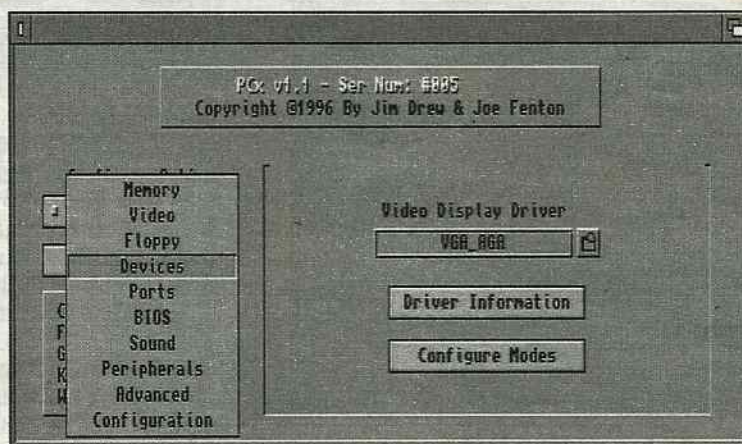 PCx v1.1 - Ser Num: #005
Copyright @1996 By Jim Drew & Joe Fenton
Memory
Video
Floppy
Devices
Ports
BIOS
Sound
Peripherals
Advanced
Configuration
C
F
G
K
W
Video Display Driver
VGA_AGA
Driver Information
Configure Modes